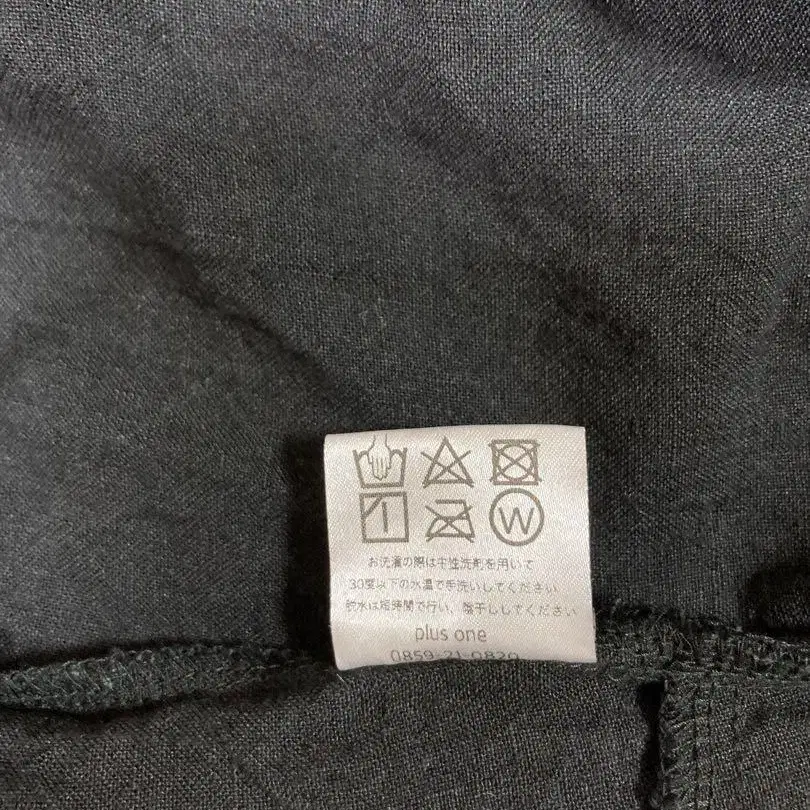 W
お洗濯の際は中性洗剤を用いて
30度以下の水温で手洗いしてください
脱水は短時間で行い、陰干ししてください
plus one
0859-21-0820